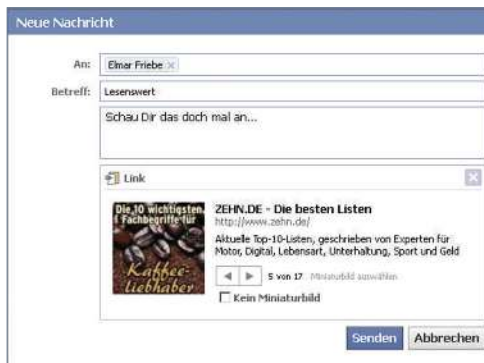 Neue Nachricht
An: Elmar Friebe ×
Betreff: Lesenswert
Schau Dir das doch mal an...
Link ×
Die 10 wichtigsten
Fachbegriffe für
Kaffee-
liebhaber
ZEHN.DE - Die besten Listen
http://www.zehn.de/
Aktuelle Top-10-Listen, geschrieben von Experten für
Motor, Digital, Lebensart, Unterhaltung, Sport und Geld
5 von 17 Miniaturbild auswählen
Kein Miniaturbild
Senden Abbrechen